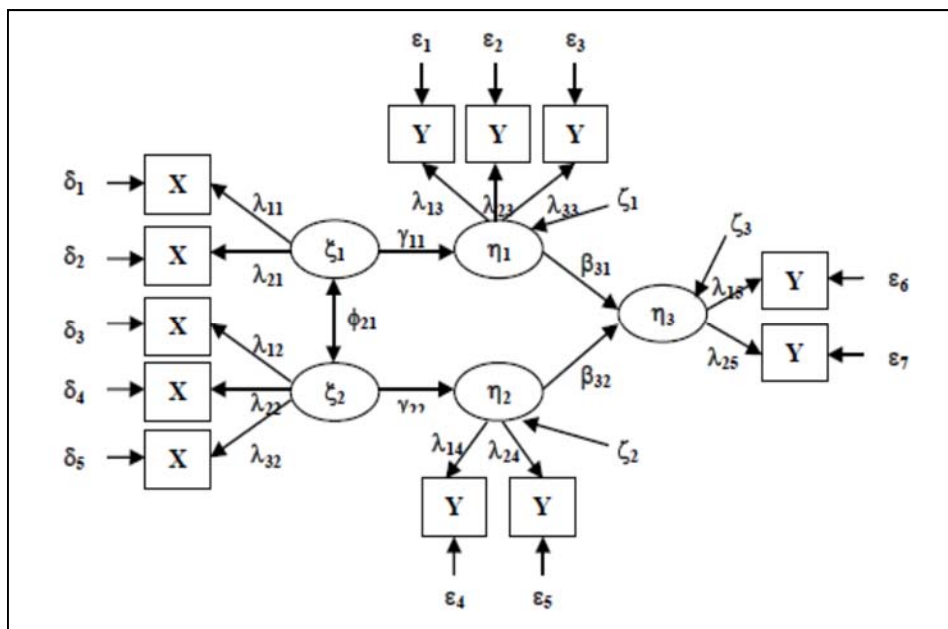 ε₁ ε₂ ε₃
Y Y Y
δ₁ X
λ₁₁
λ₁₃ λ₂₃ λ₃₃ ζ₁
δ₂ X
λ₂₁
ζ₁ γ₁₁ η₁
ζ₃
β₃₁
λ₁₅ Y ε₆
η₃
ϕ₂₁
δ₃ X
λ₁₂
λ₂₅ Y ε₇
β₃₂
δ₄ X
λ₂₂
ζ₂ γ₂₂ η₂
δ₅ X
λ₃₂
λ₁₄ λ₂₄ ζ₂
Y Y
ε₄ ε₅